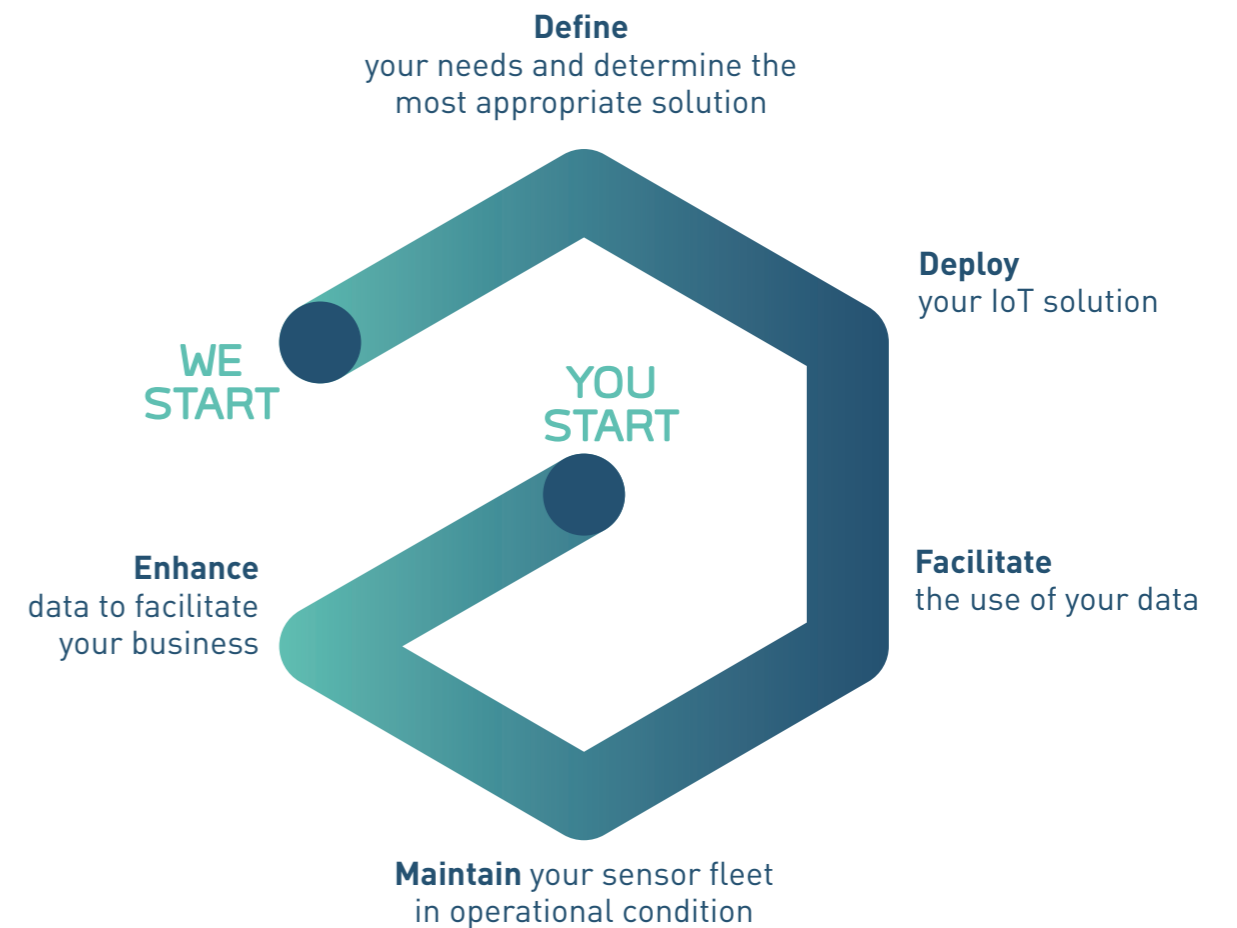 Define
your needs and determine the
most appropriate solution
Deploy
your IoT solution
WE
START
YOU
START
Facilitate
the use of your data
Enhance
data to facilitate
your business
Maintain your sensor fleet
in operational condition